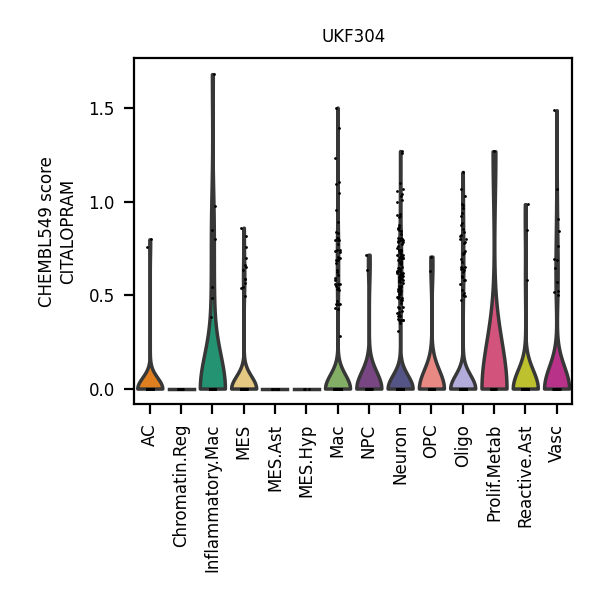 UKF304
CHEMBL549 score
CITALOPRAM
1.5
1.0
0.5
0.0
AC
Chromatin.Reg
Inflammatory.Mac
MES
MES.Ast
MES.Hyp
Mac
NPC
Neuron
OPC
Oligo
Prolif.Metab
Reactive.Ast
Vasc